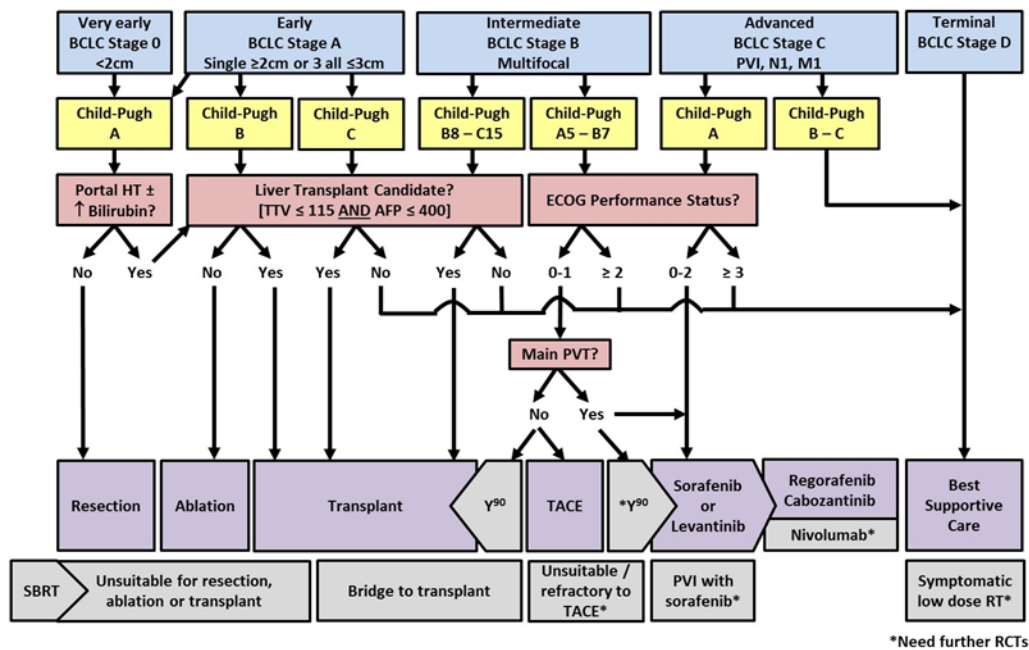 Very early
BCLC Stage 0
<2cm
Early
BCLC Stage A
Single ≥2cm or 3 all ≤3cm
Intermediate
BCLC Stage B
Multifocal
Advanced
BCLC Stage C
PVI, N1, M1
Terminal
BCLC Stage D
Child-Pugh
A
Child-Pugh
B
Child-Pugh
C
Child-Pugh
B8 – C15
Child-Pugh
A5 – B7
Child-Pugh
A
Child-Pugh
B – C
Portal HT ±
↑ Bilirubin?
Liver Transplant Candidate?
[TTV ≤ 115 AND AFP ≤ 400]
ECOG Performance Status?
No
Yes
No
Yes
Yes
No
Yes
No
0-1
≥ 2
0-2
≥ 3
Main PVT?
No
Yes
Resection
Ablation
Transplant
Y90
TACE
*Y90
Sorafenib
or
Levantinib
Regorafenib
Cabozantinib
Nivolumab*
Best
Supportive
Care
SBRT
Unsuitable for resection,
ablation or transplant
Bridge to transplant
Unsuitable /
refractory to
TACE*
PVI with
sorafenib*
Symptomatic
low dose RT*
*Need further RCTs